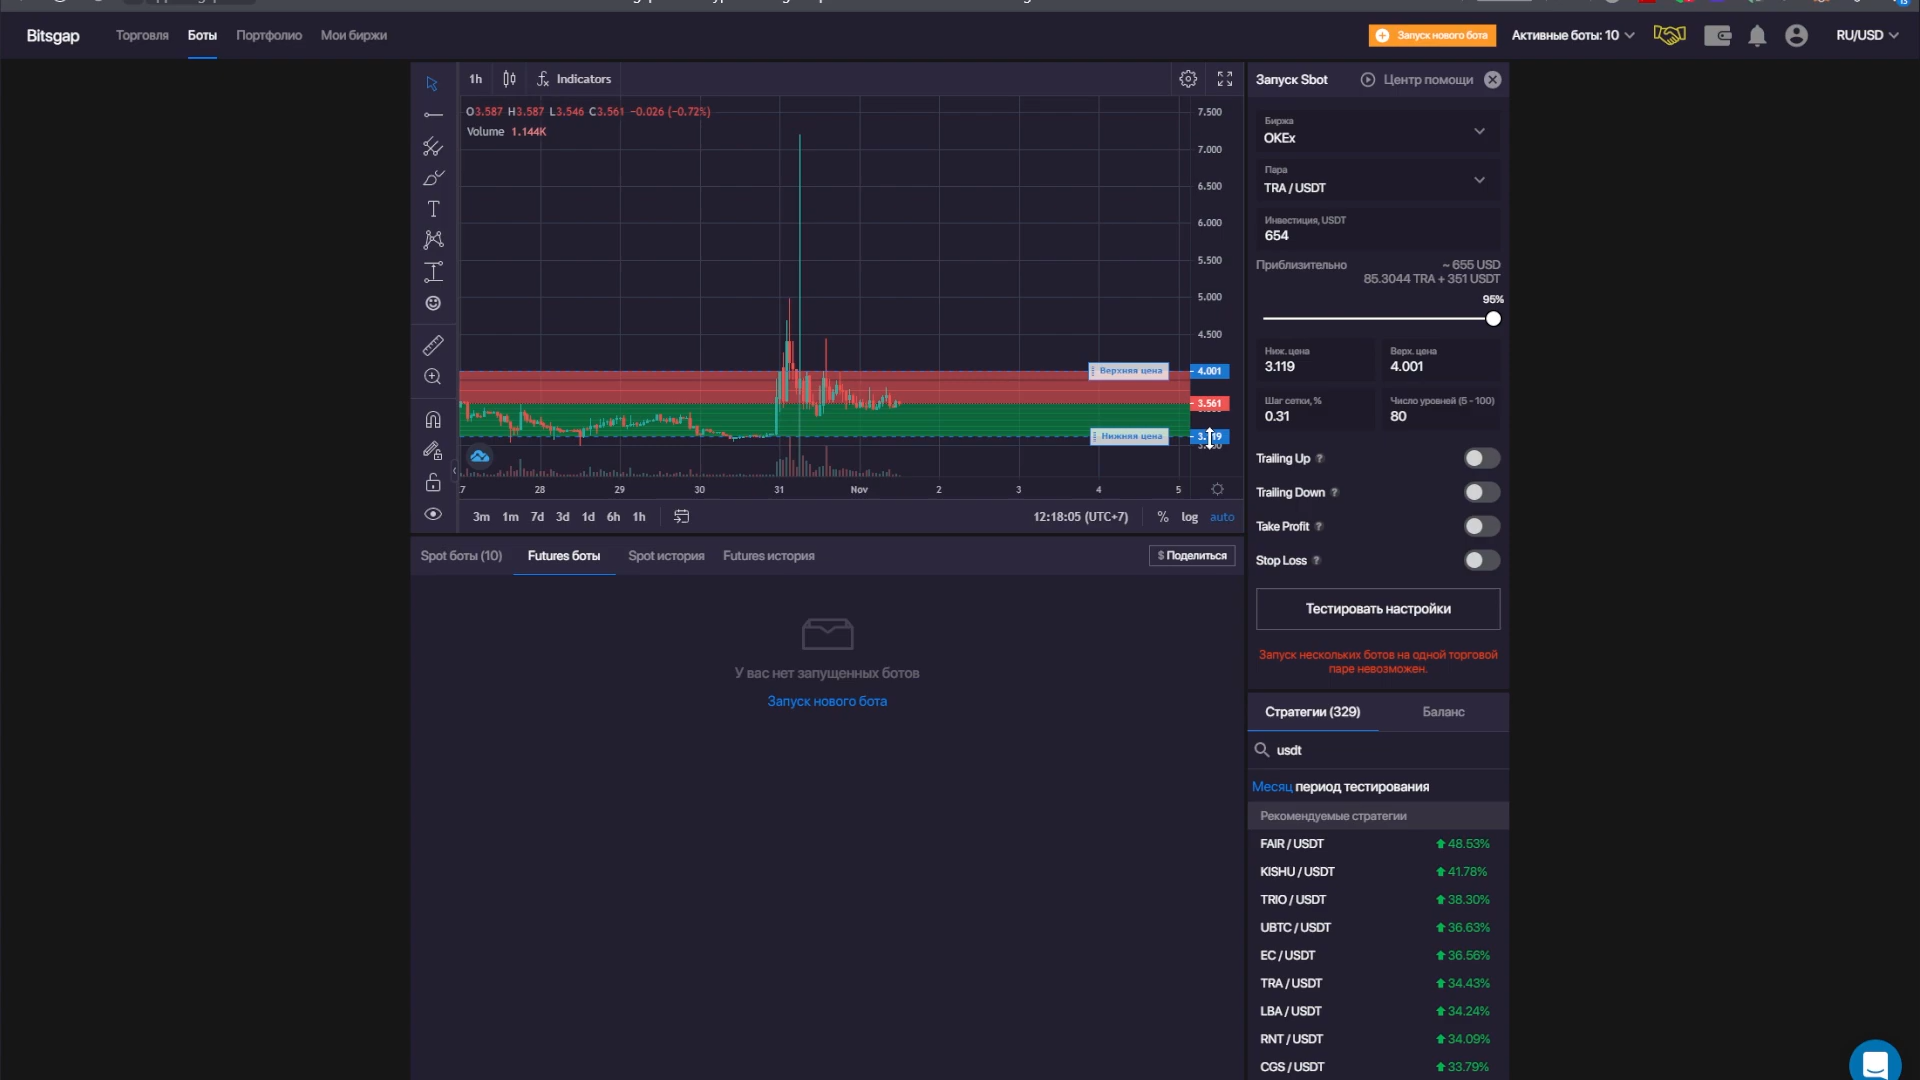 Bitsgap Торговля Боты Портфолио Мои биржи Запуск нового бота Активные боты: 10 RU/USD
1h Indicators
O3.587 H3.587 L3.546 C3.561 −0.026 (−0.72%)
Volume 1.144K
7.500
7.000
6.500
6.000
5.500
5.000
4.500
Верхняя цена 4.001
3.561
Нижняя цена
27 28 29 30 31 Nov 2 3 4 5
3m 1m 7d 3d 1d 6h 1h 12:18:05 (UTC+7) % log auto
Spot боты (10) Futures боты Spot история Futures история $ Поделиться
У вас нет запущенных ботов
Запуск нового бота
Запуск Sbot Центр помощи
Биржа
OKEx
Пара
TRA / USDT
Инвестиция, USDT
654
Приблизительно ~ 655 USD
85.3044 TRA + 351 USDT
95%
Ниж. цена Верх. цена
3.119 4.001
Шаг сетки, % Число уровней (5 - 100)
0.31 80
Trailing Up ?
Trailing Down ?
Take Profit ?
Stop Loss ?
Тестировать настройки
Запуск нескольких ботов на одной торговой
паре невозможен.
Стратегии (329) Баланс
usdt
Месяц период тестирования
Рекомендуемые стратегии
FAIR / USDT 48.53%
KISHU / USDT 41.78%
TRIO / USDT 38.30%
UBTC / USDT 36.63%
EC / USDT 36.56%
TRA / USDT 34.43%
LBA / USDT 34.24%
RNT / USDT 34.09%
CGS / USDT 33.79%